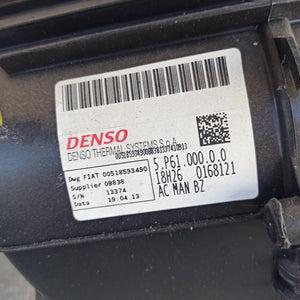 DENSO
DENSO THERMAL SYSTEMS S.p.A.
Dwg FIAT 00518593490
Supplier 08838
S/N 13374
Data 19.04.13
5.P61.000.0.0
18H26 0168121
AC MAN BZ